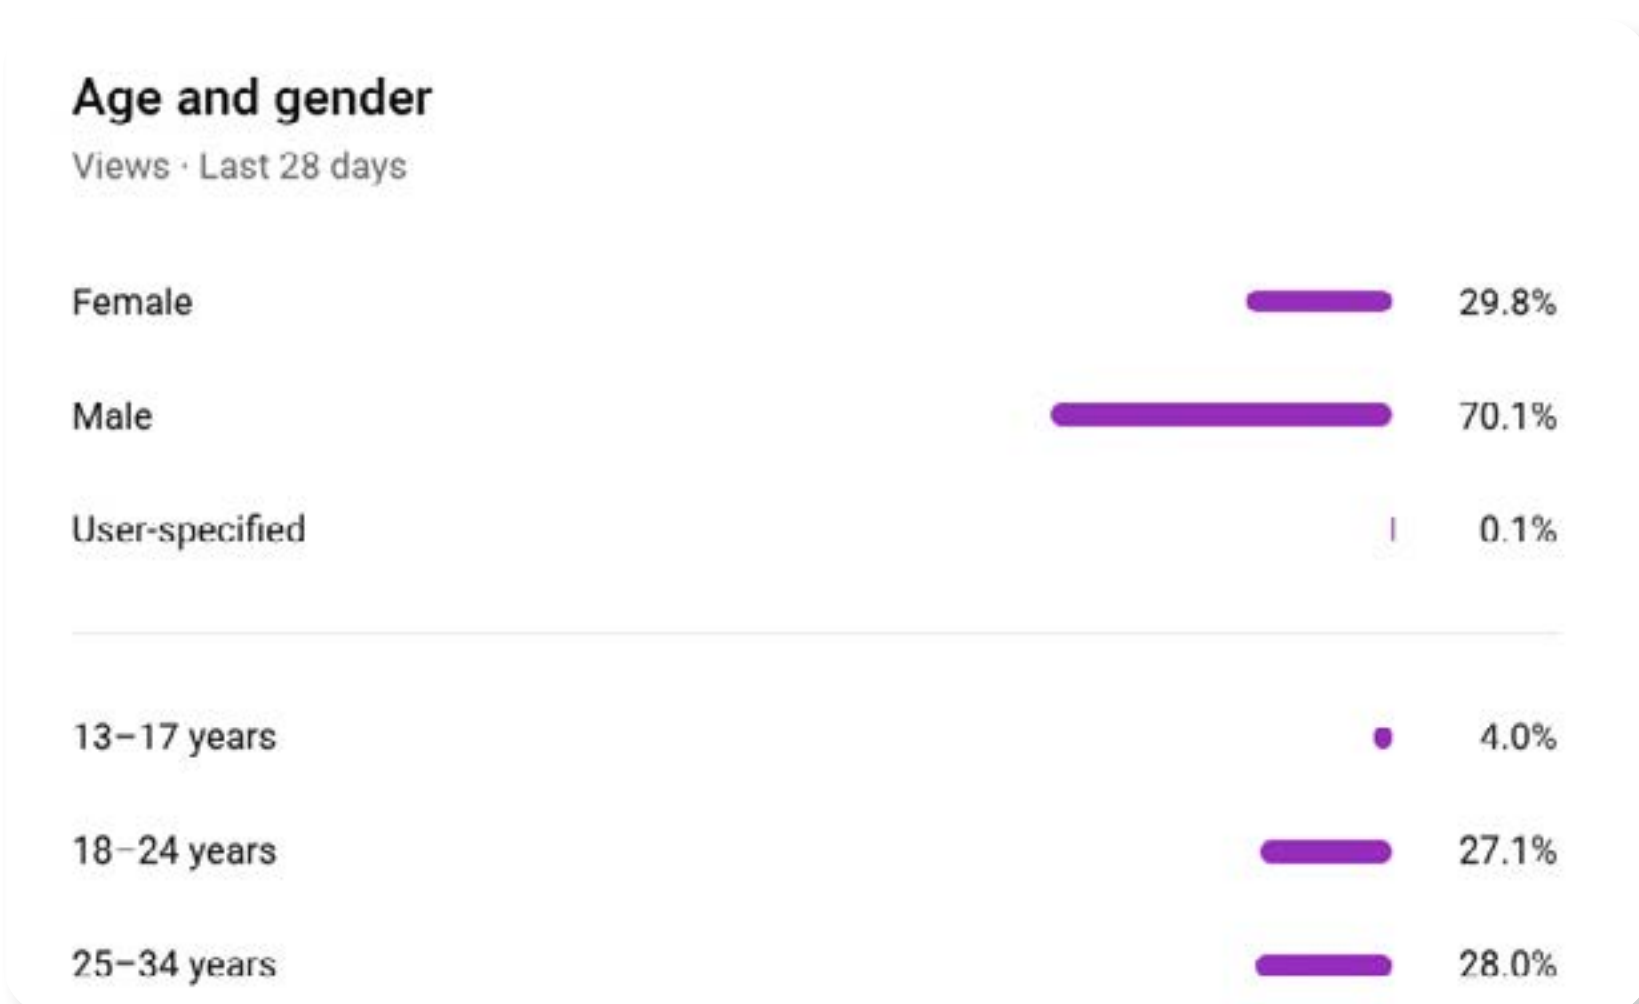 Age and gender
Views · Last 28 days
Female 29.8%
Male 70.1%
User-specified 0.1%
13–17 years 4.0%
18–24 years 27.1%
25–34 years 28.0%